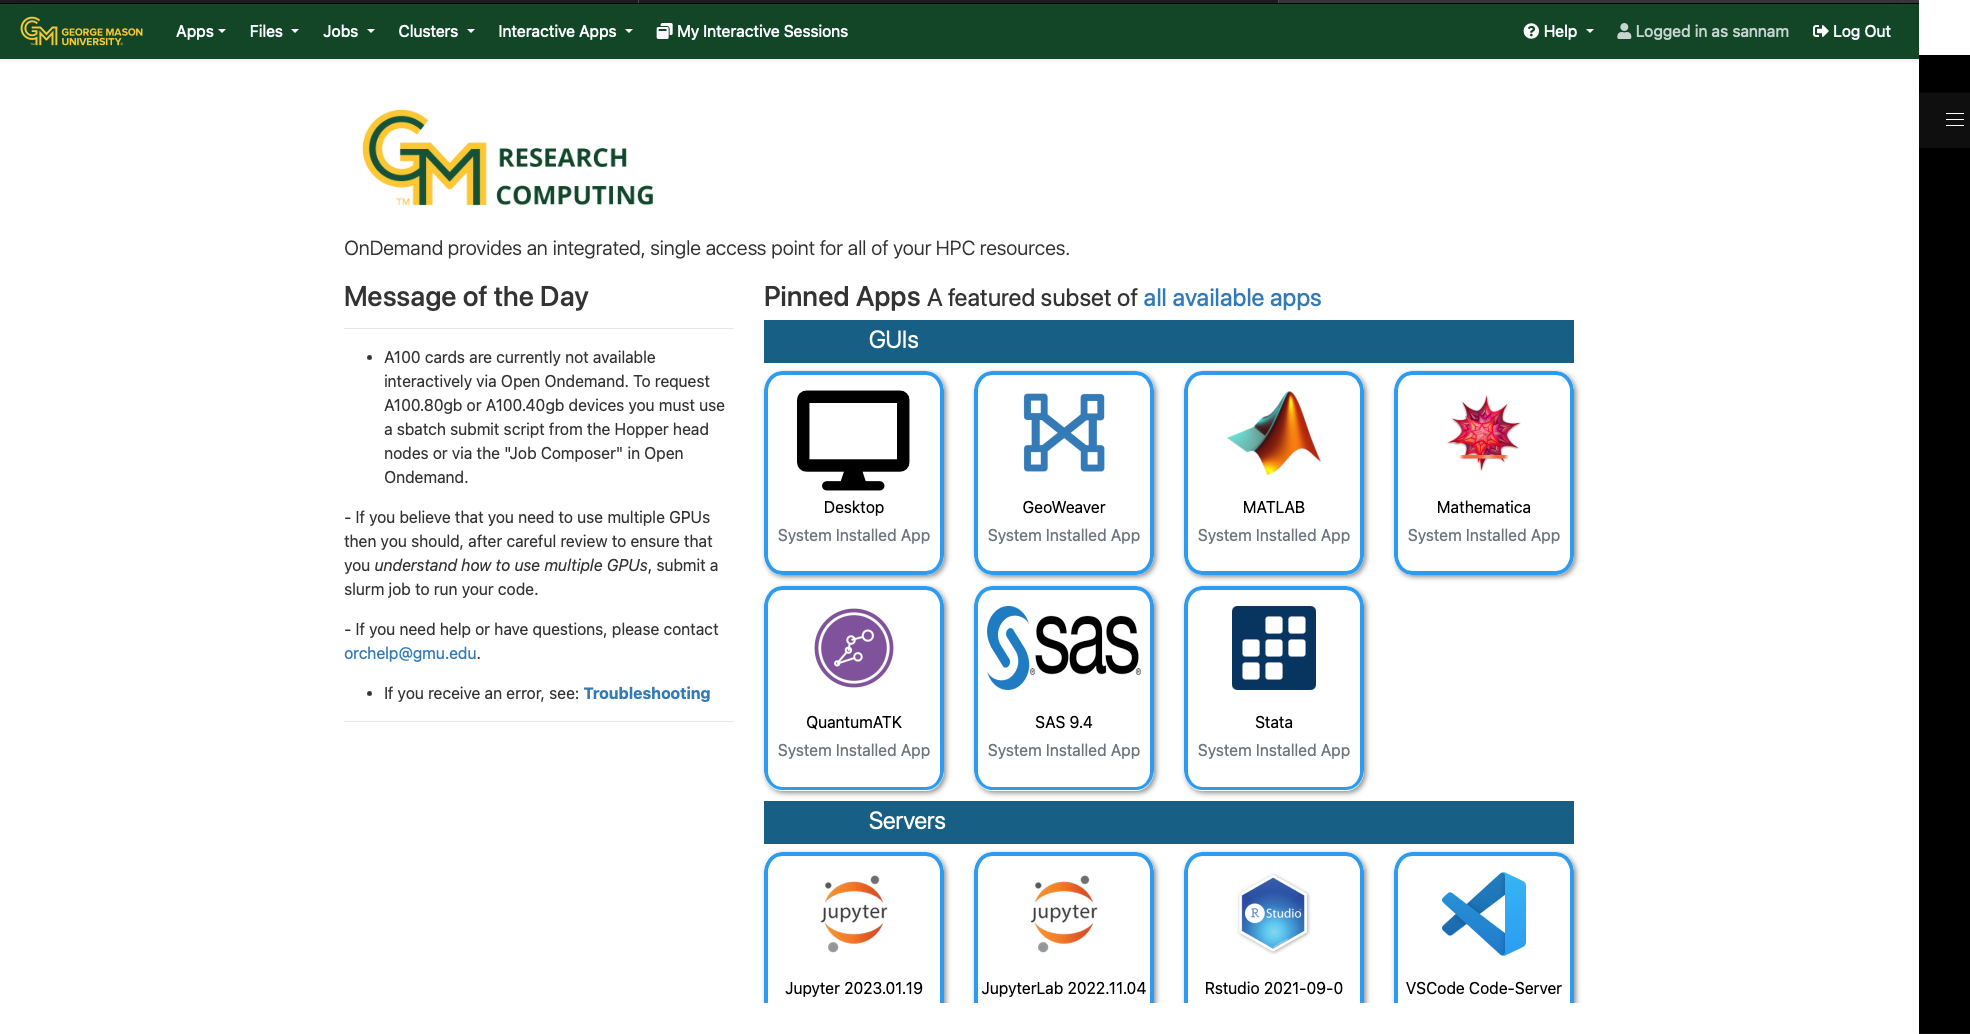 GEORGE MASON
UNIVERSITY.
Apps Files Jobs Clusters Interactive Apps My Interactive Sessions Help Logged in as sannam Log Out
GM RESEARCH
COMPUTING
TM
OnDemand provides an integrated, single access point for all of your HPC resources.
Message of the Day
• A100 cards are currently not available
interactively via Open Ondemand. To request
A100.80gb or A100.40gb devices you must use
a sbatch submit script from the Hopper head
nodes or via the "Job Composer" in Open
Ondemand.
- If you believe that you need to use multiple GPUs
then you should, after careful review to ensure that
you understand how to use multiple GPUs, submit a
slurm job to run your code.
- If you need help or have questions, please contact
orchelp@gmu.edu.
• If you receive an error, see: Troubleshooting
Pinned Apps A featured subset of all available apps
GUIs
Desktop
System Installed App
GeoWeaver
System Installed App
MATLAB
System Installed App
Mathematica
System Installed App
QuantumATK
System Installed App
sas
SAS 9.4
System Installed App
Stata
System Installed App
Servers
jupyter
Jupyter 2023.01.19
jupyter
JupyterLab 2022.11.04
R Studio
Rstudio 2021-09-0
VSCode Code-Server